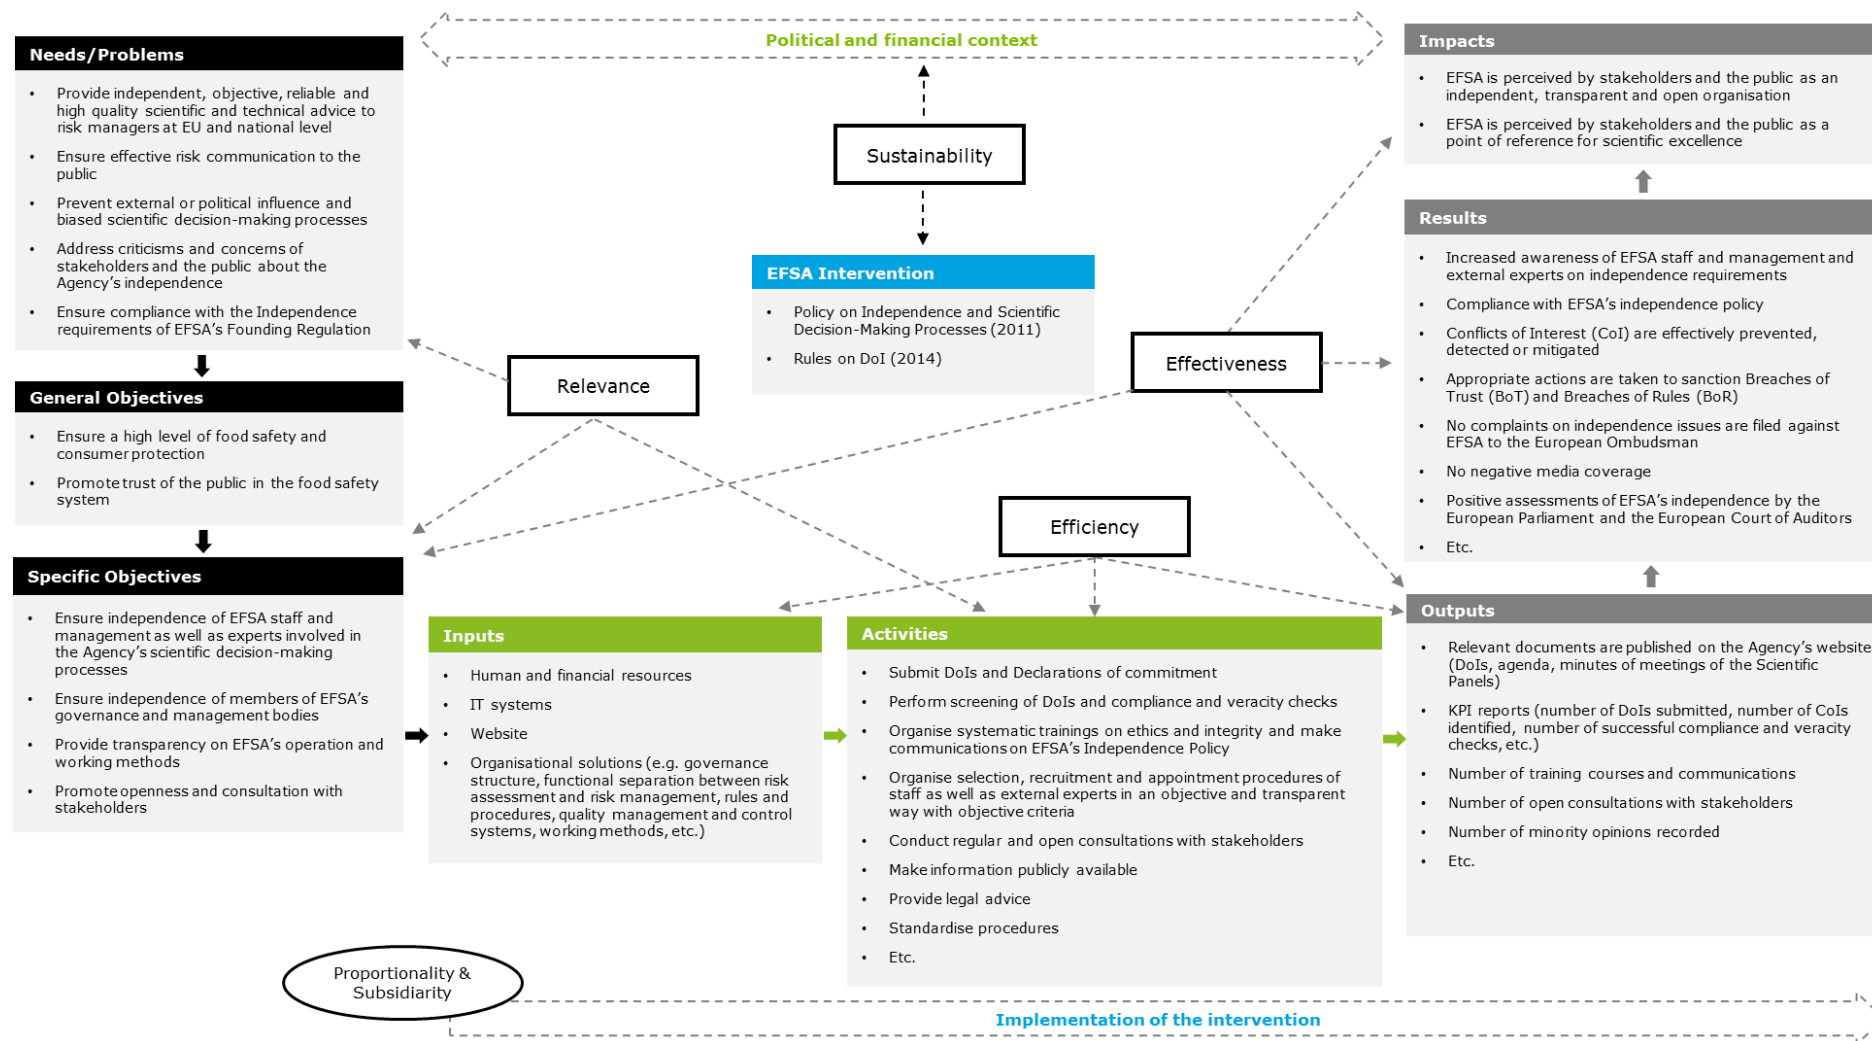 Political and financial context
Needs/Problems
• Provide independent, objective, reliable and
high quality scientific and technical advice to
risk managers at EU and national level
• Ensure effective risk communication to the
public
• Prevent external or political influence and
biased scientific decision-making processes
• Address criticisms and concerns of
stakeholders and the public about the
Agency's independence
• Ensure compliance with the Independence
requirements of EFSA's Founding Regulation
General Objectives
• Ensure a high level of food safety and
consumer protection
• Promote trust of the public in the food safety
system
Specific Objectives
• Ensure independence of EFSA staff and
management as well as experts involved in
the Agency's scientific decision-making
processes
• Ensure independence of members of EFSA's
governance and management bodies
• Provide transparency on EFSA's operation and
working methods
• Promote openness and consultation with
stakeholders
Sustainability
EFSA Intervention
• Policy on Independence and Scientific
Decision-Making Processes (2011)
• Rules on DoI (2014)
Relevance
Effectiveness
Efficiency
Inputs
• Human and financial resources
• IT systems
• Website
• Organisational solutions (e.g. governance
structure, functional separation between risk
assessment and risk management, rules and
procedures, quality management and control
systems, working methods, etc.)
Activities
• Submit DoIs and Declarations of commitment
• Perform screening of DoIs and compliance and veracity checks
• Organise systematic trainings on ethics and integrity and make
communications on EFSA's Independence Policy
• Organise selection, recruitment and appointment procedures of
staff as well as external experts in an objective and transparent
way with objective criteria
• Conduct regular and open consultations with stakeholders
• Make information publicly available
• Provide legal advice
• Standardise procedures
• Etc.
Impacts
• EFSA is perceived by stakeholders and the public as an
independent, transparent and open organisation
• EFSA is perceived by stakeholders and the public as a
point of reference for scientific excellence
Results
• Increased awareness of EFSA staff and management and
external experts on independence requirements
• Compliance with EFSA's independence policy
• Conflicts of Interest (CoI) are effectively prevented,
detected or mitigated
• Appropriate actions are taken to sanction Breaches of
Trust (BoT) and Breaches of Rules (BoR)
• No complaints on independence issues are filed against
EFSA to the European Ombudsman
• No negative media coverage
• Positive assessments of EFSA's independence by the
European Parliament and the European Court of Auditors
• Etc.
Outputs
• Relevant documents are published on the Agency's website
(DoIs, agenda, minutes of meetings of the Scientific
Panels)
• KPI reports (number of DoIs submitted, number of CoIs
identified, number of successful compliance and veracity
checks, etc.)
• Number of training courses and communications
• Number of open consultations with stakeholders
• Number of minority opinions recorded
• Etc.
Proportionality &
Subsidiarity
Implementation of the intervention